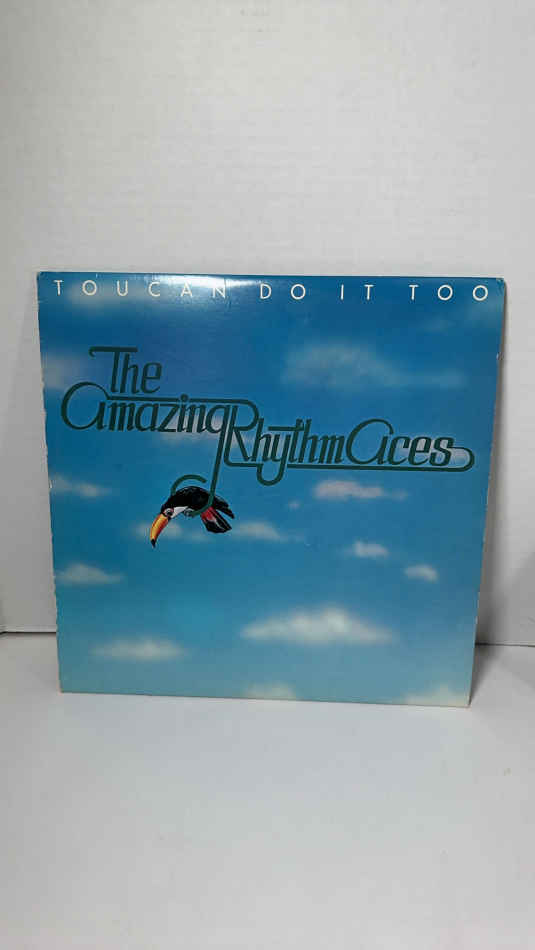 TOUCAN DO IT TOO
The
amazing Rhythm aces